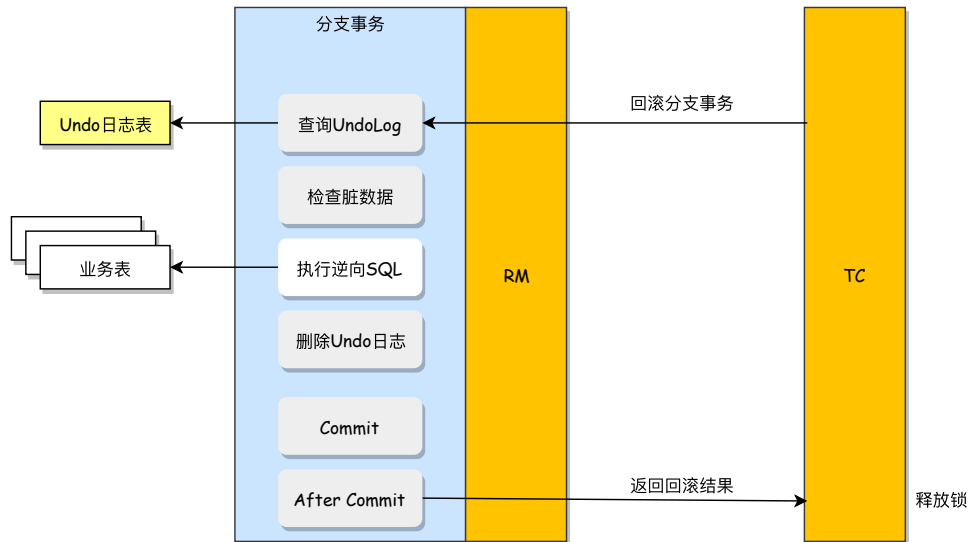 分支事务
回滚分支事务
Undo日志表
查询UndoLog
检查脏数据
业务表
执行逆向SQL
RM
TC
删除Undo日志
Commit
返回回滚结果
After Commit
释放锁